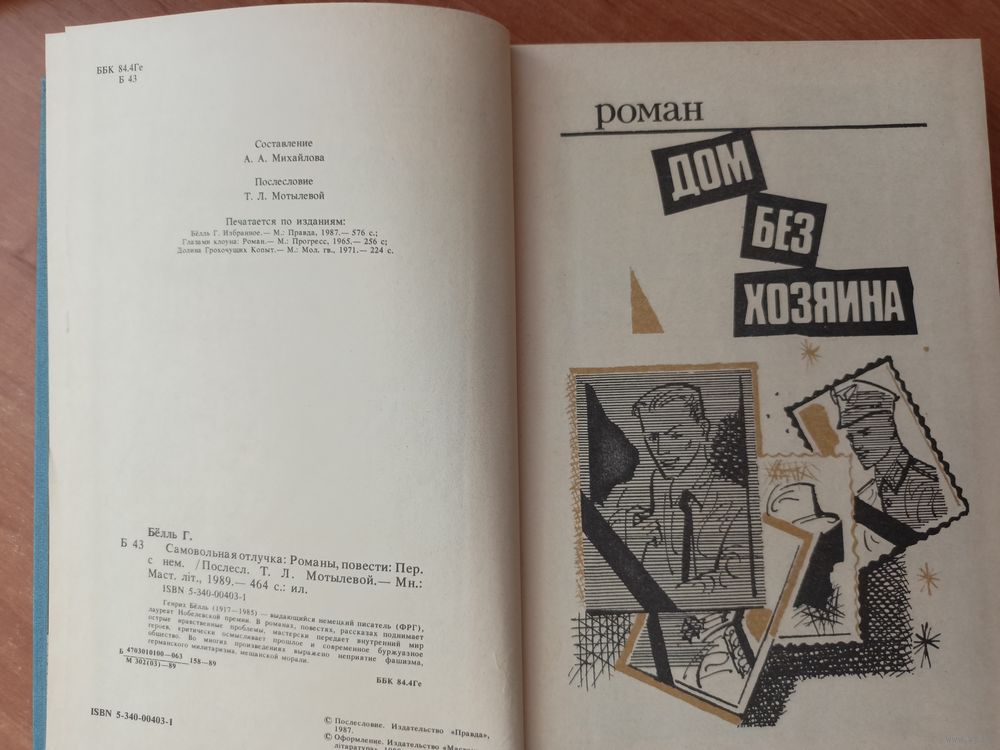 ББК 84.4Ге
Б 43
Составление
А. А. Михайлова
Послесловие
Т. Л. Мотылевой
Печатается по изданиям:
Бёлль Г. Избранное.— М.: Правда, 1987.— 576 с.;
Глазами клоуна: Роман.— М.: Прогресс, 1965.— 256 с;
Долина Грохочущих Копыт.— М.: Мол. гв., 1971.— 224 с.
Бёлль Г.
Б 43 Самовольная отлучка: Романы, повести: Пер.
с нем. /Послесл. Т. Л. Мотылевой.— Мн.:
Маст. літ., 1989.— 464 с.: ил.
ISBN 5-340-00403-1
Генрих Бёлль (1917—1985) — выдающийся немецкий писатель (ФРГ),
лауреат Нобелевской премии. В романах, повестях, рассказах поднимает
острые нравственные проблемы, мастерски передает внутренний мир
героев, критически осмысливает прошлое и современное буржуазное
общество. Во многих произведениях выражено неприятие фашизма,
германского милитаризма, мещанской морали.
Б 4703010100—063 158—89
М 302(03)—89
ББК 84.4Ге
ISBN 5-340-00403-1
© Послесловие. Издательство «Правда»,
1987.
© Оформление. Издательство
роман
ДОМ
БЕЗ
ХОЗЯИНА